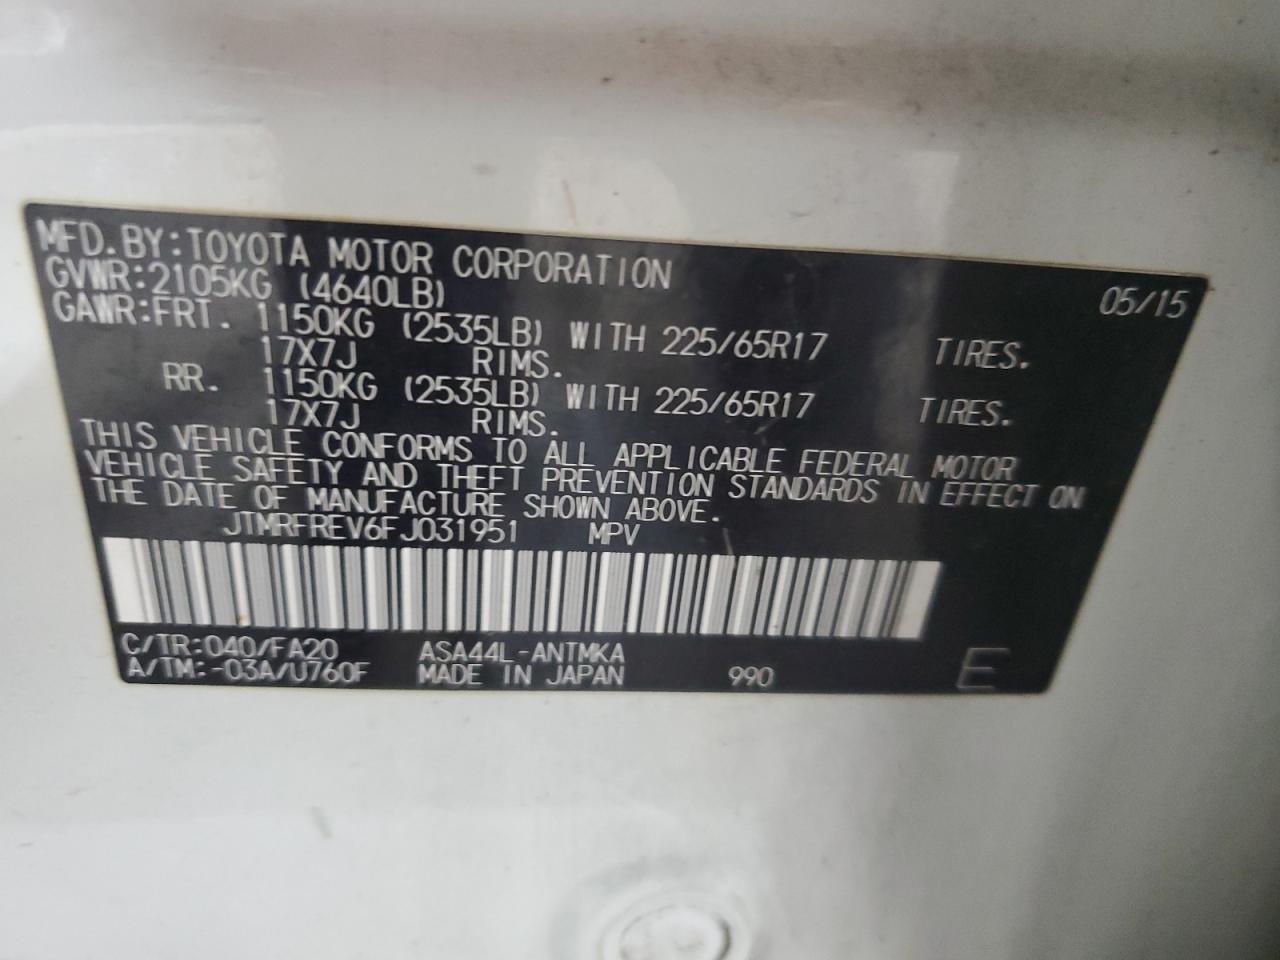 MFD.BY:TOYOTA MOTOR CORPORATION 05/15
GVWR:2105KG (4640LB)
GAWR:FRT. 1150KG (2535LB) WITH 225/65R17 TIRES.
17X7J RIMS.
RR. 1150KG (2535LB) WITH 225/65R17 TIRES.
17X7J RIMS.
THIS VEHICLE CONFORMS TO ALL APPLICABLE FEDERAL MOTOR
VEHICLE SAFETY AND THEFT PREVENTION STANDARDS IN EFFECT ON
THE DATE OF MANUFACTURE SHOWN ABOVE.
JTMRFREV6FJ031951 MPV
C/TR:040/FA20 ASA44L-ANTMKA
A/TM:-03A/U760F MADE IN JAPAN 990 E